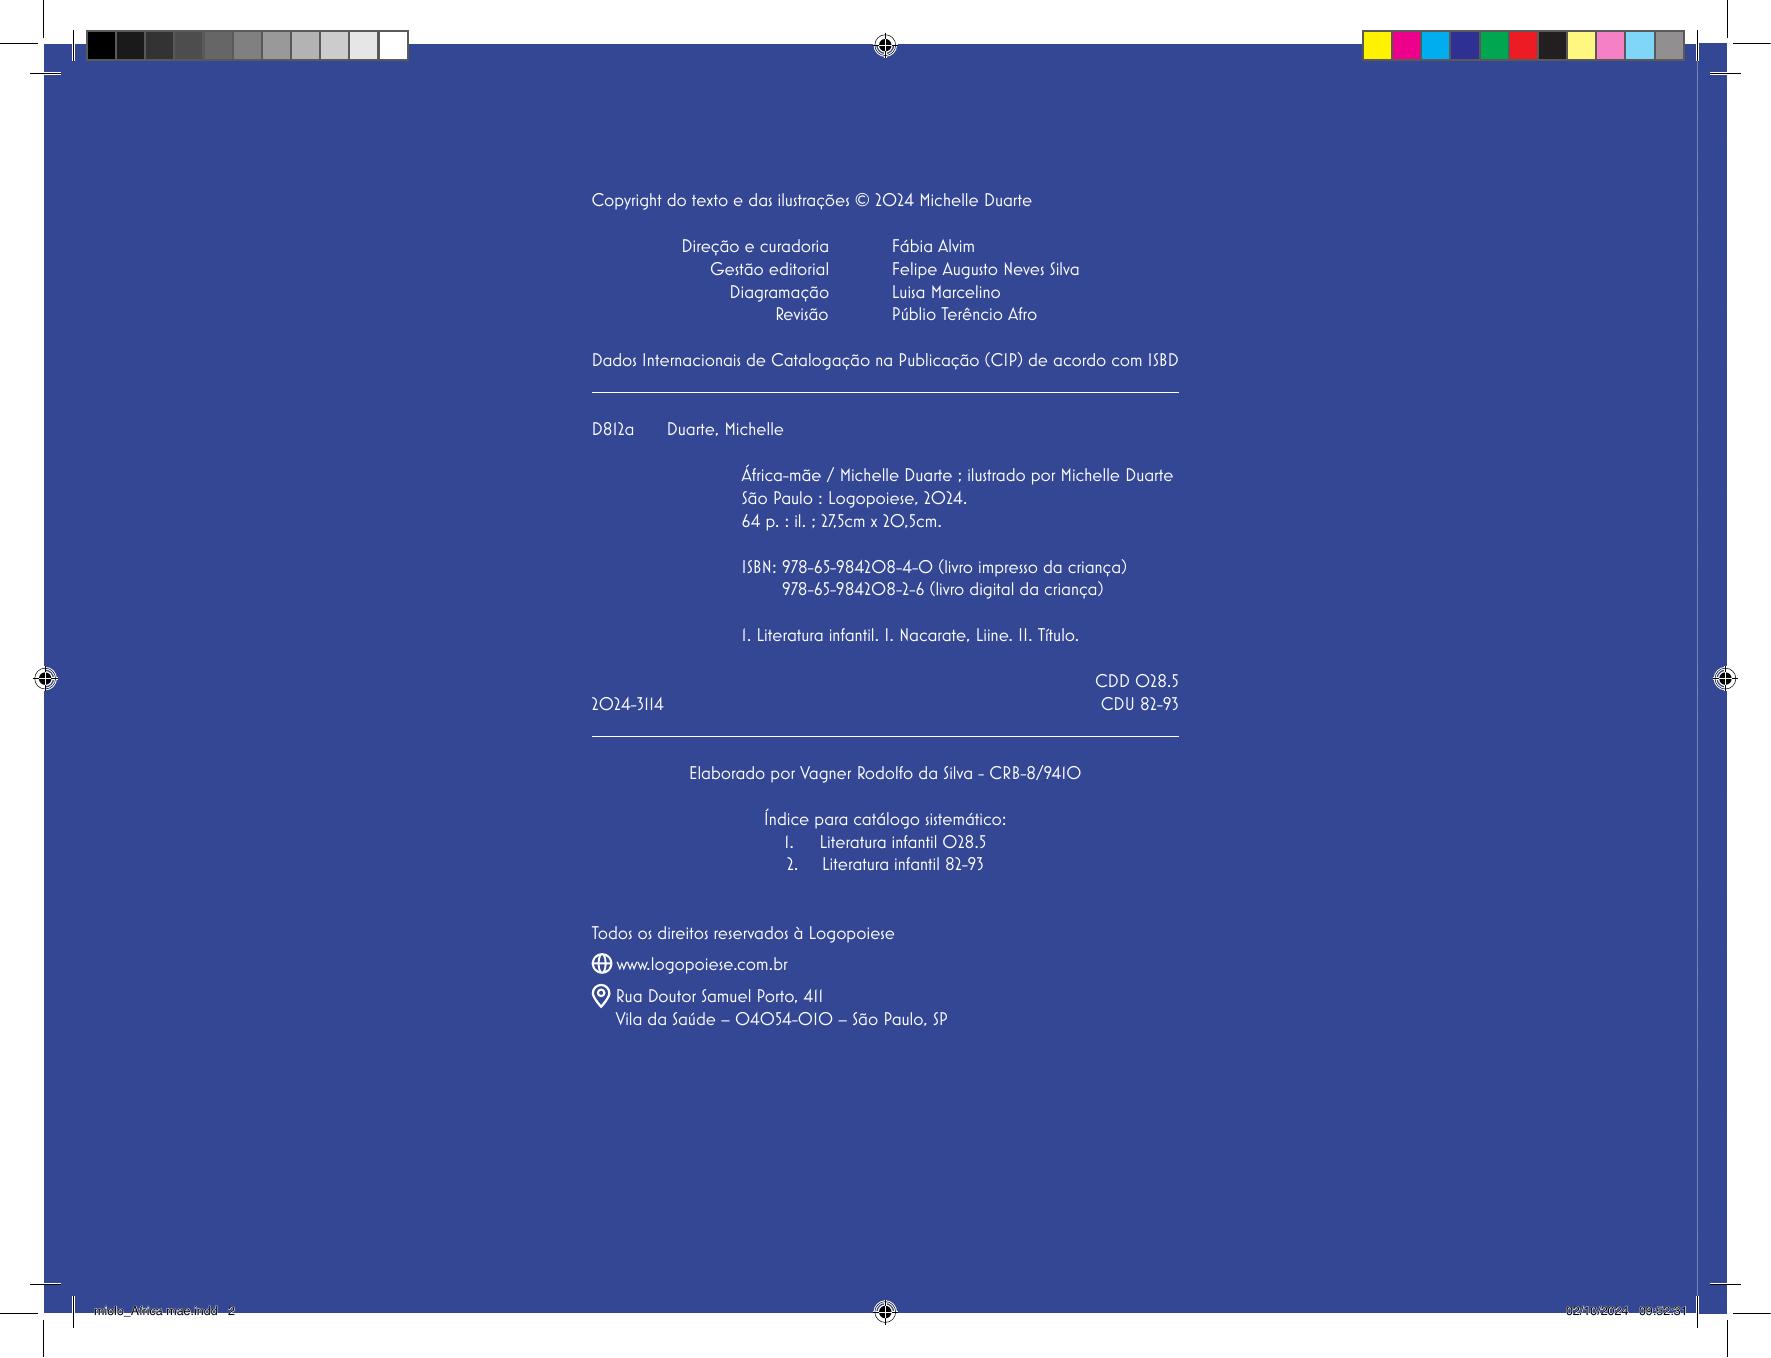 Copyright do texto e das ilustrações © 2024 Michelle Duarte
Direção e curadoria Fábia Alvim
Gestão editorial Felipe Augusto Neves Silva
Diagramação Luisa Marcelino
Revisão Públio Terêncio Afro
Dados Internacionais de Catalogação na Publicação (CIP) de acordo com ISBD
D812a Duarte, Michelle
África-mãe / Michelle Duarte ; ilustrado por Michelle Duarte
São Paulo : Logopoiese, 2024.
64 p. : il. ; 27,5cm x 20,5cm.
ISBN: 978-65-984208-4-0 (livro impresso da criança)
978-65-984208-2-6 (livro digital da criança)
1. Literatura infantil. I. Nacarate, Liine. II. Título.
CDD 028.5
2024-3114 CDU 82-93
Elaborado por Vagner Rodolfo da Silva - CRB-8/9410
Índice para catálogo sistemático:
1. Literatura infantil 028.5
2. Literatura infantil 82-93
Todos os direitos reservados à Logopoiese
www.logopoiese.com.br
Rua Doutor Samuel Porto, 411
Vila da Saúde – 04054-010 – São Paulo, SP
miolo_Africa mae.indd 2 02/10/2024 09:52:31